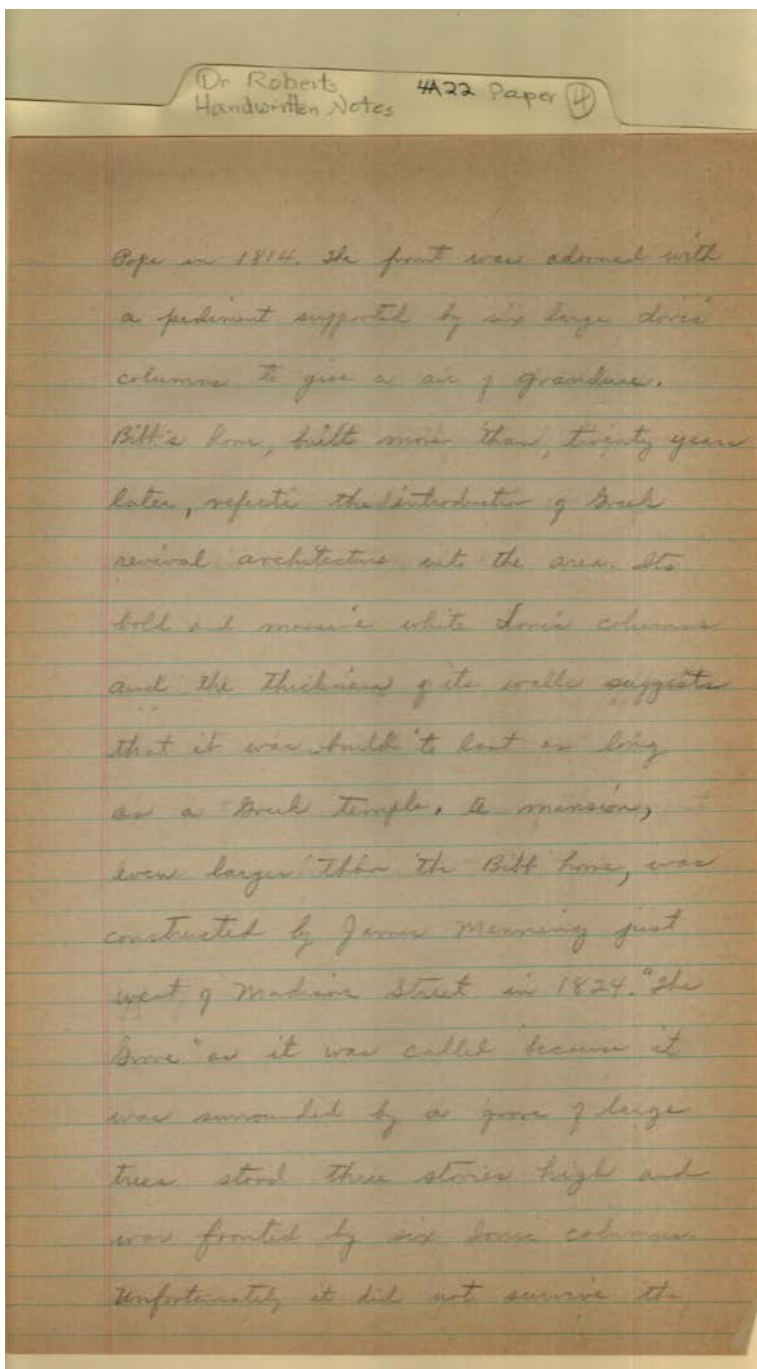 Dr Roberts 4A22 Paper 4
Handwritten Notes
Pope in 1814. The front was adorned with
a pediment supported by six large doric
columns to give a air of grandure.
Bibb's home, built more than, twenty years
later, reflects the introduction of Greek
revival architecture into the area. Its
bold and massive white Ionic columns
and the thickness of its walls suggests
that it was build to last as long
as a Greek temple. A mansion,
even larger than the Bibb home, was
constructed by James Manning just
west of Madison Street in 1824. "The
Grove" as it was called because it
was surrounded by a grove of large
trees stood three stories high and
was fronted by six Ionic columns.
Unfortunately it did not survive the